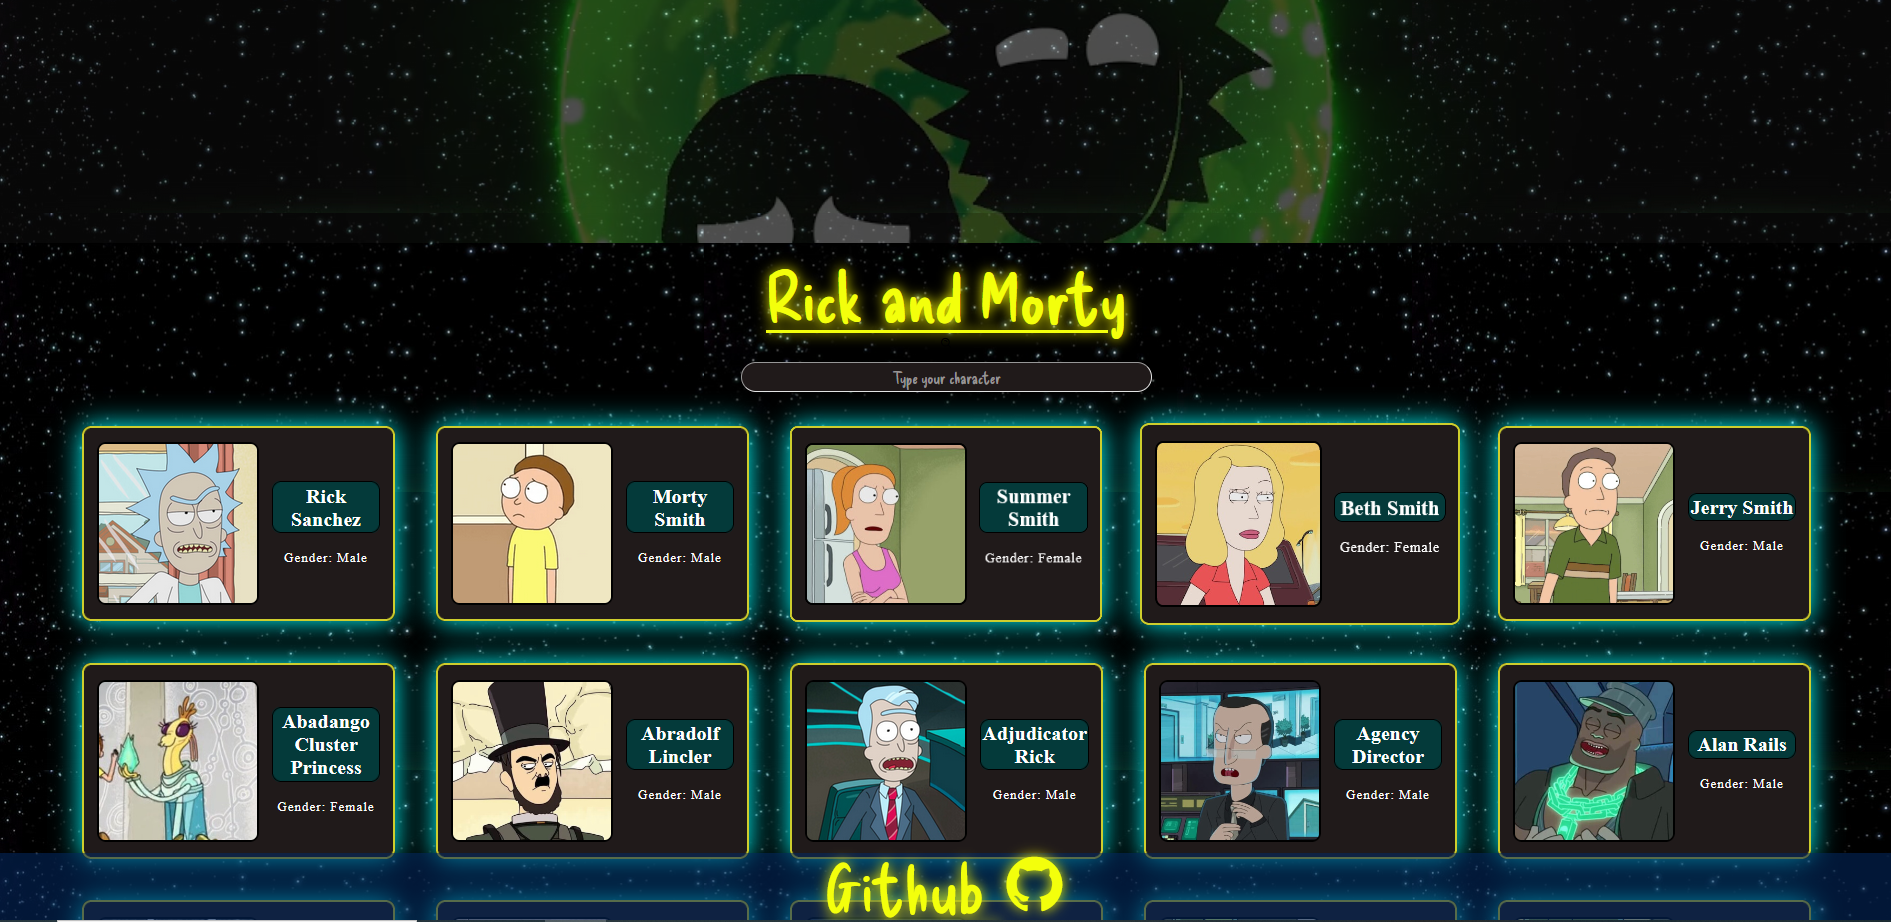 Rick and Morty
Type your character
Rick
Sanchez
Gender: Male
Morty
Smith
Gender: Male
Summer
Smith
Gender: Female
Beth Smith
Gender: Female
Jerry Smith
Gender: Male
Abadango
Cluster
Princess
Gender: Female
Abradolf
Lincler
Gender: Male
Adjudicator
Rick
Gender: Male
Agency
Director
Gender: Male
Alan Rails
Gender: Male
Github